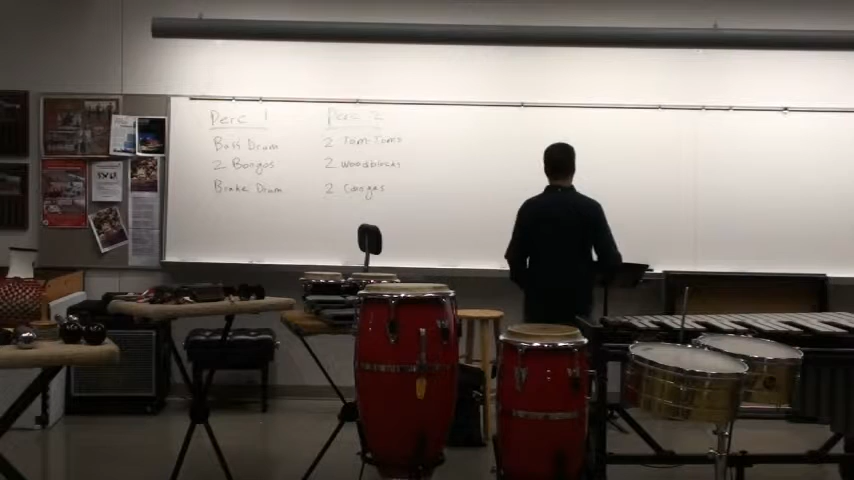 Perc 1
Bass Drum
2 Bongos
Brake Drum
Perc 2
2 Tom-Toms
2 Woodblocks
2 Congas